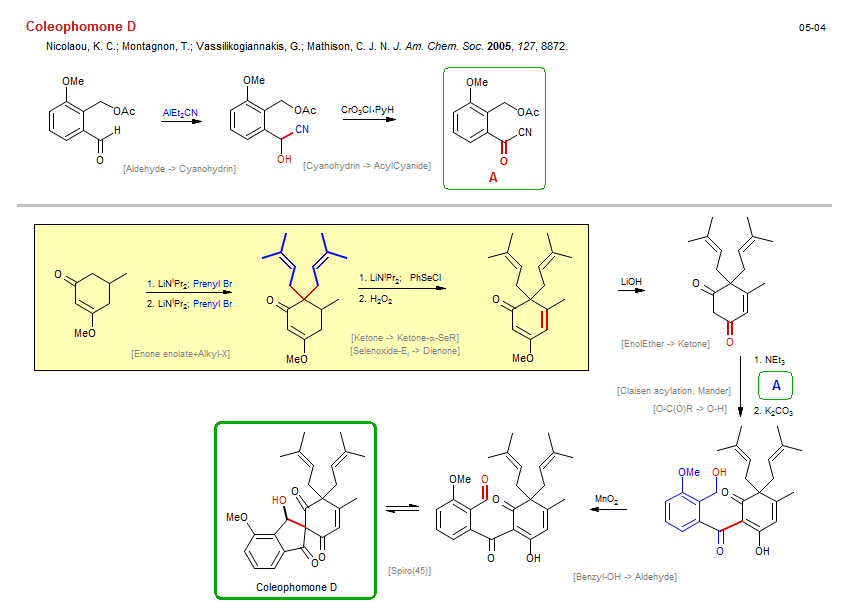 Coleophomone D
05-04
Nicolaou, K. C.; Montagnon, T.; Vassilikogiannakis, G.; Mathison, C. J. N. J. Am. Chem. Soc. 2005, 127, 8872.
OMe
OAc
H
O
AlEt₂CN
[Aldehyde -> Cyanohydrin]
OMe
OAc
CN
OH
CrO₃Cl•PyH
[Cyanohydrin -> AcylCyanide]
OMe
OAc
CN
O
A
O
MeO
1. LiNⁱPr₂; Prenyl Br
2. LiNⁱPr₂; Prenyl Br
[Enone enolate+Alkyl-X]
O
MeO
1. LiNⁱPr₂; PhSeCl
2. H₂O₂
[Ketone -> Ketone-α-SeR]
[Selenoxide-Eᵢ -> Dienone]
O
MeO
LiOH
[EnolEther -> Ketone]
O
O
1. NEt₃
A
2. K₂CO₃
[Claisen acylation, Mander]
[O-C(O)R -> O-H]
OMe
OH
O
O
OH
MnO₂
[Benzyl-OH -> Aldehyde]
OMe
O
O
O
OH
[Spiro(45)]
HO
O
MeO
O
O
Coleophomone D